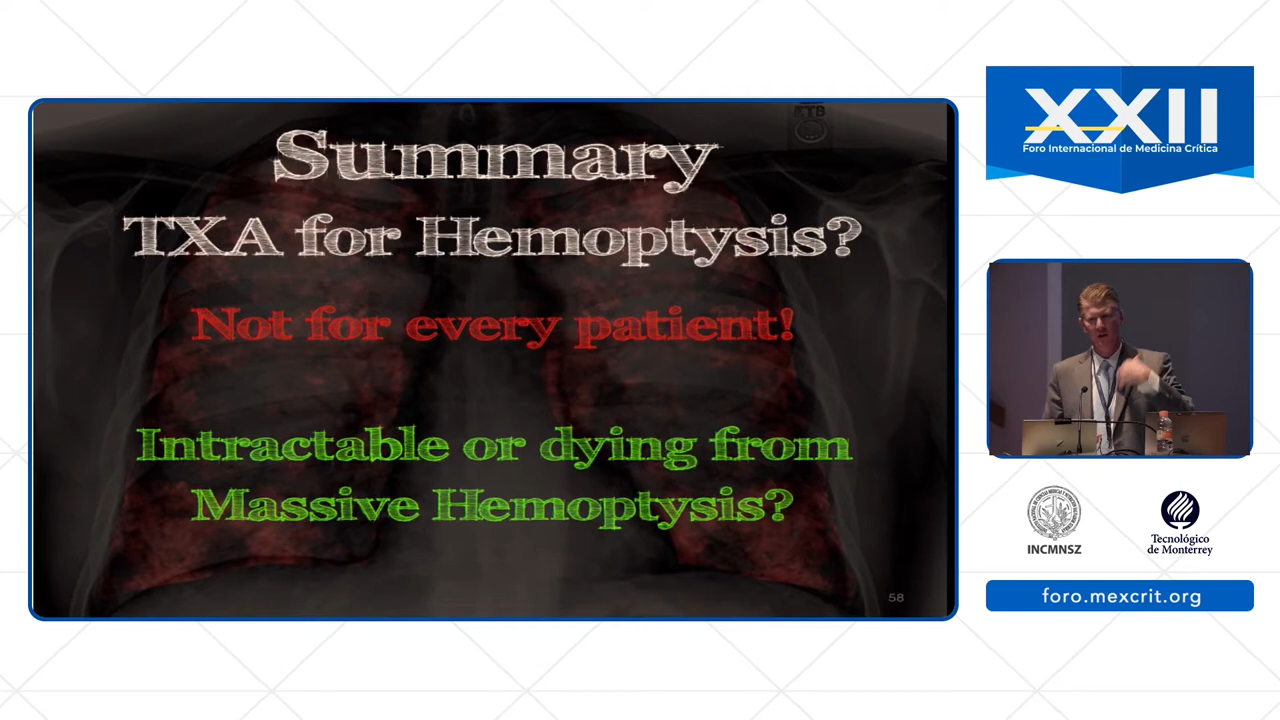 Summary
TXA for Hemoptysis?
Not for every patient!
Intractable or dying from
Massive Hemoptysis?
58
XXII
Foro Internacional de Medicina Crítica
INCMNSZ
Tecnológico
de Monterrey
foro.mexcrit.org